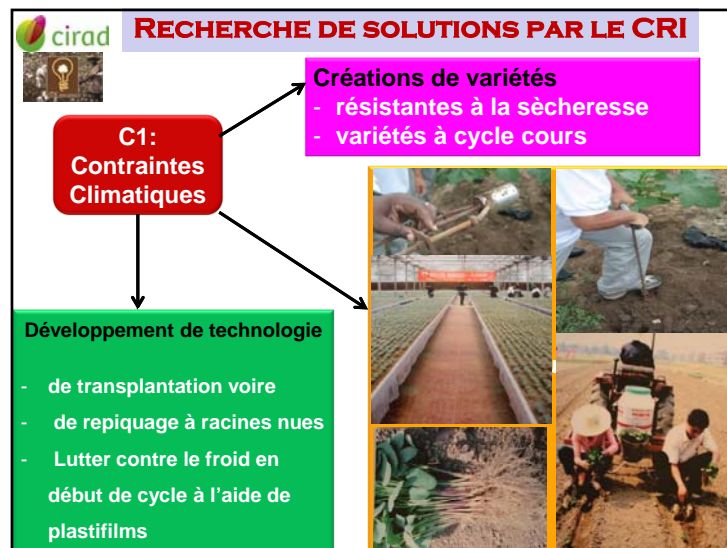 cirad
RECHERCHE DE SOLUTIONS PAR LE CRI
Créations de variétés
- résistantes à la sècheresse
- variétés à cycle cours
C1:
Contraintes
Climatiques
Développement de technologie
- de transplantation voire
- de repiquage à racines nues
- Lutter contre le froid en
début de cycle à l'aide de
plastifilms